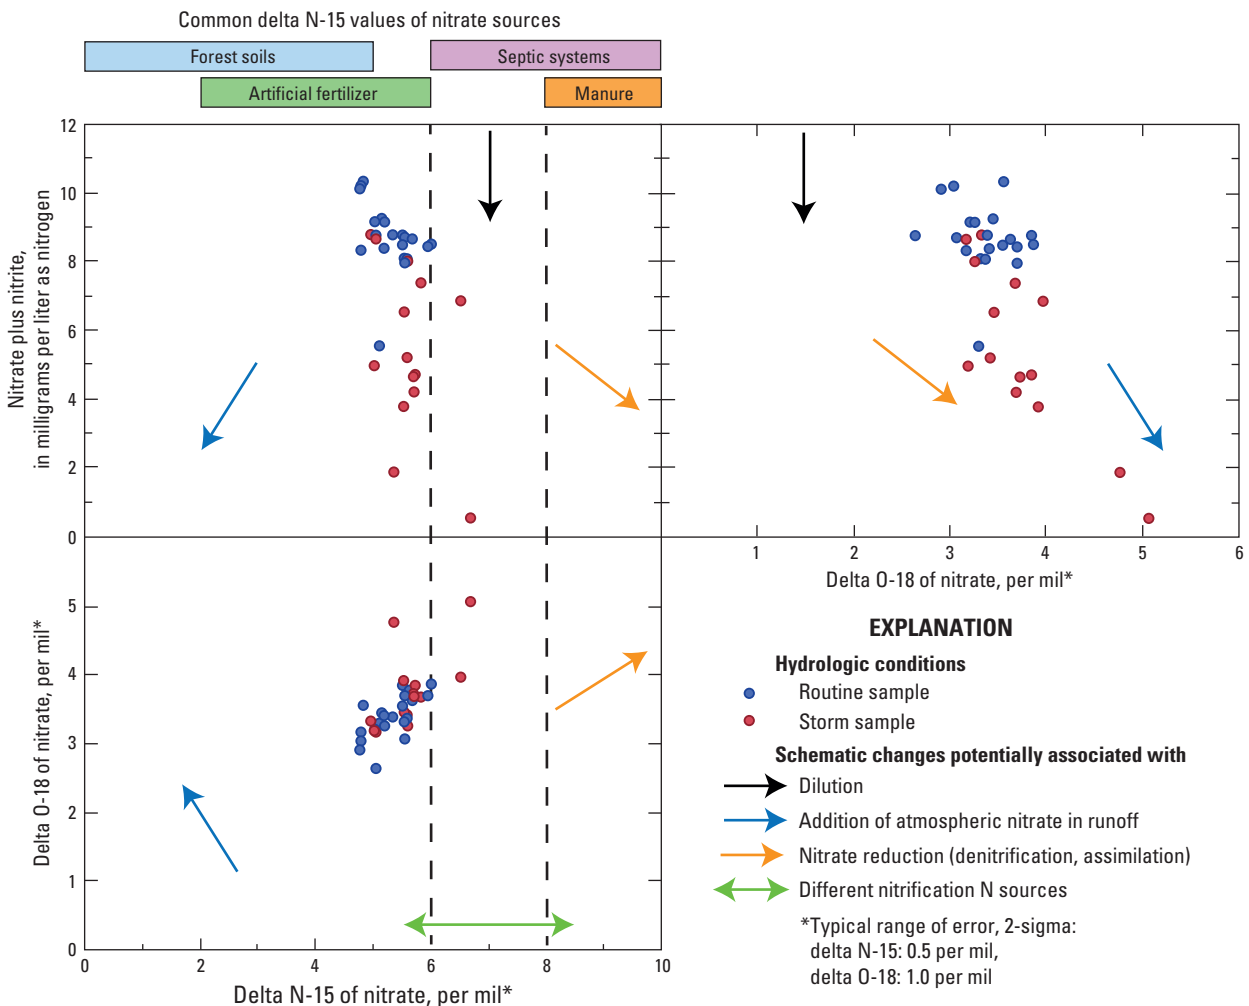 Common delta N-15 values of nitrate sources
Forest soils
Septic systems
Artificial fertilizer
Manure
12
10
8
6
4
2
0
Nitrate plus nitrite,
in milligrams per liter as nitrogen
1
2
3
4
5
6
Delta O-18 of nitrate, per mil*
5
4
3
2
1
0
Delta O-18 of nitrate, per mil*
0
2
4
6
8
10
Delta N-15 of nitrate, per mil*
EXPLANATION
Hydrologic conditions
Routine sample
Storm sample
Schematic changes potentially associated with
Dilution
Addition of atmospheric nitrate in runoff
Nitrate reduction (denitrification, assimilation)
Different nitrification N sources
*Typical range of error, 2-sigma:
delta N-15: 0.5 per mil,
delta O-18: 1.0 per mil